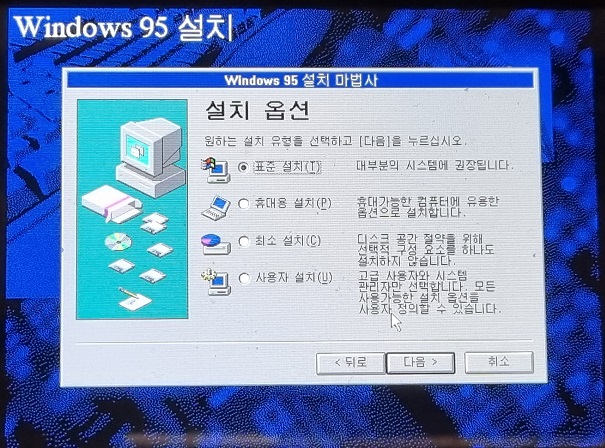 Windows 95 설치
Windows 95 설치 마법사
설치 옵션
원하는 설치 유형을 선택하고 [다음]을 누르십시오.
표준 설치(T)
대부분의 시스템에 권장됩니다.
휴대용 설치(P)
휴대가능한 컴퓨터에 유용한
옵션으로 설치합니다.
최소 설치(C)
디스크 공간 절약을 위해
선택적 구성 요소를 하나도
설치하지 않습니다.
사용자 설치(U)
고급 사용자와 시스템
관리자만 선택합니다. 모든
사용가능한 설치 옵션을
사용자 정의할 수 있습니다.
< 뒤로
다음 >
취소